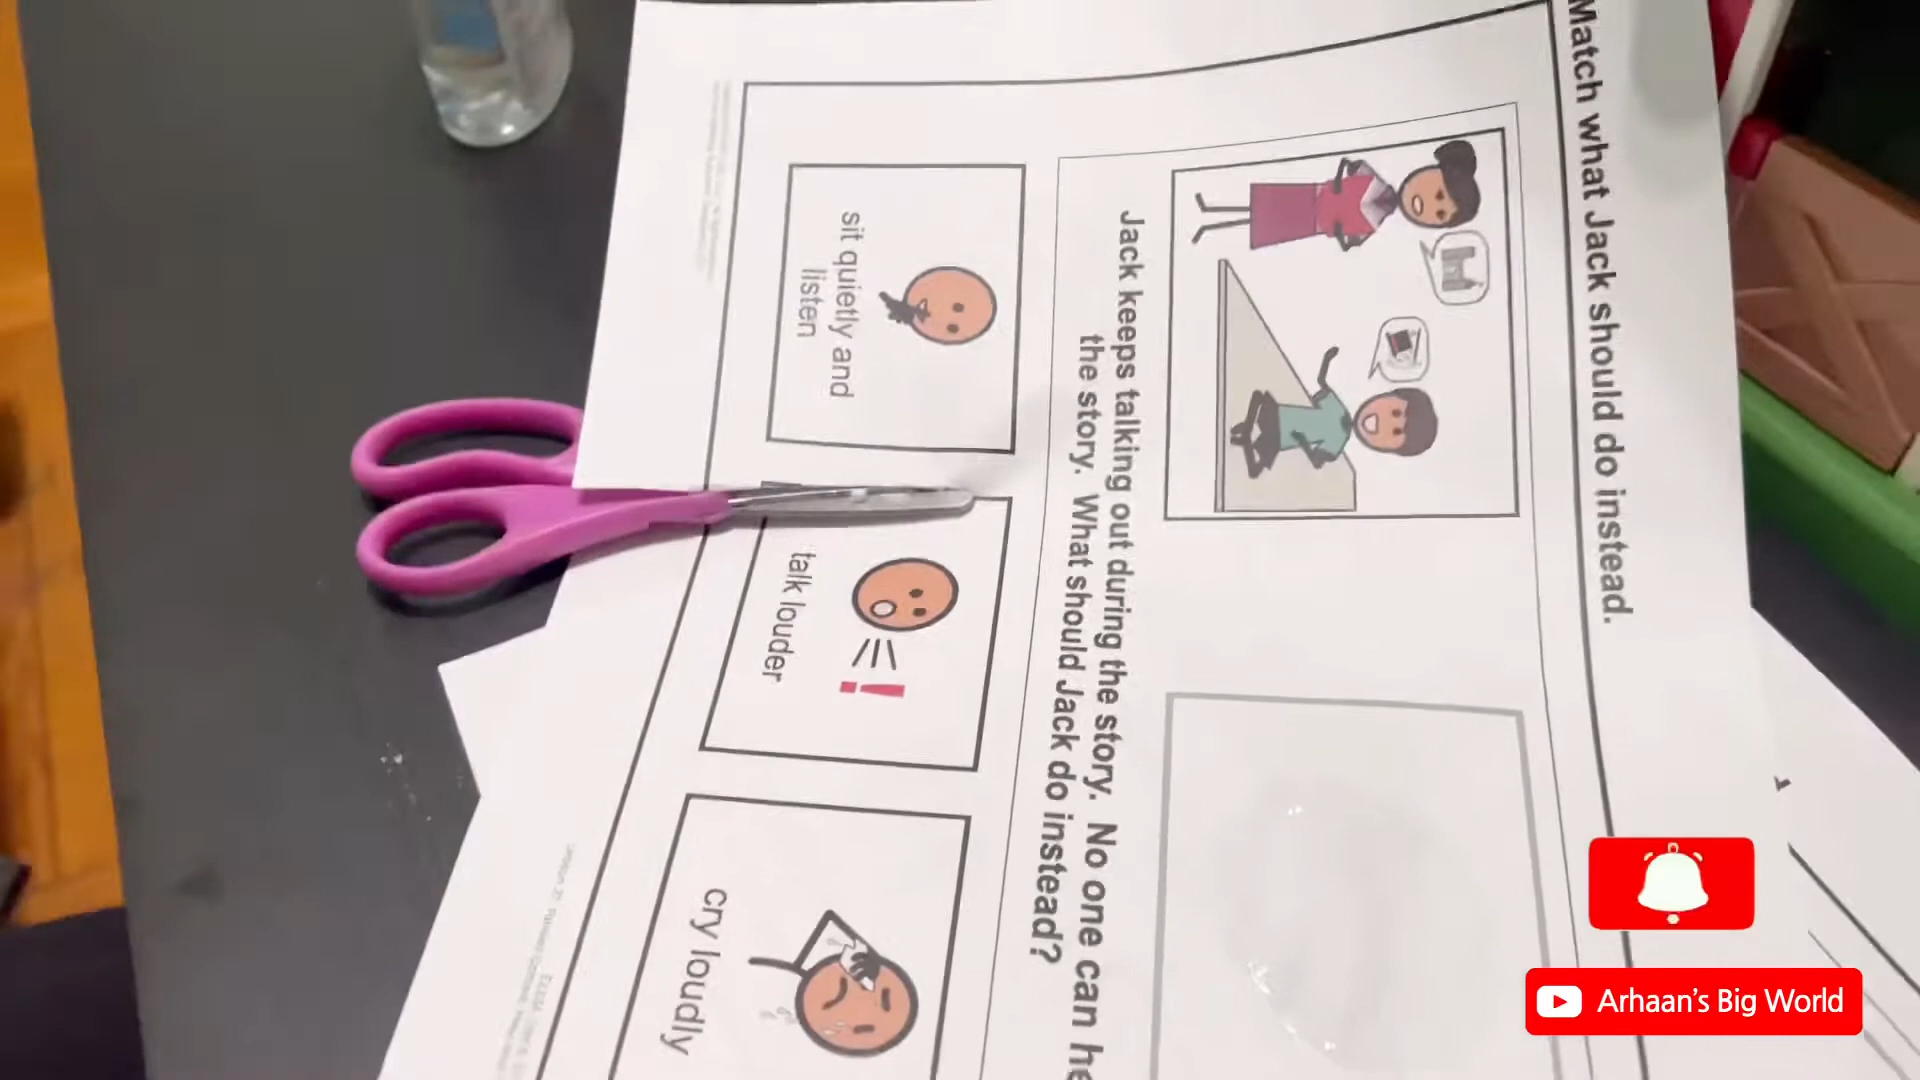 Match what Jack should do instead.
Jack keeps talking out during the story. No one can he
the story. What should Jack do instead?
sit quietly and
listen
talk louder
cry loudly
Arhaan's Big World